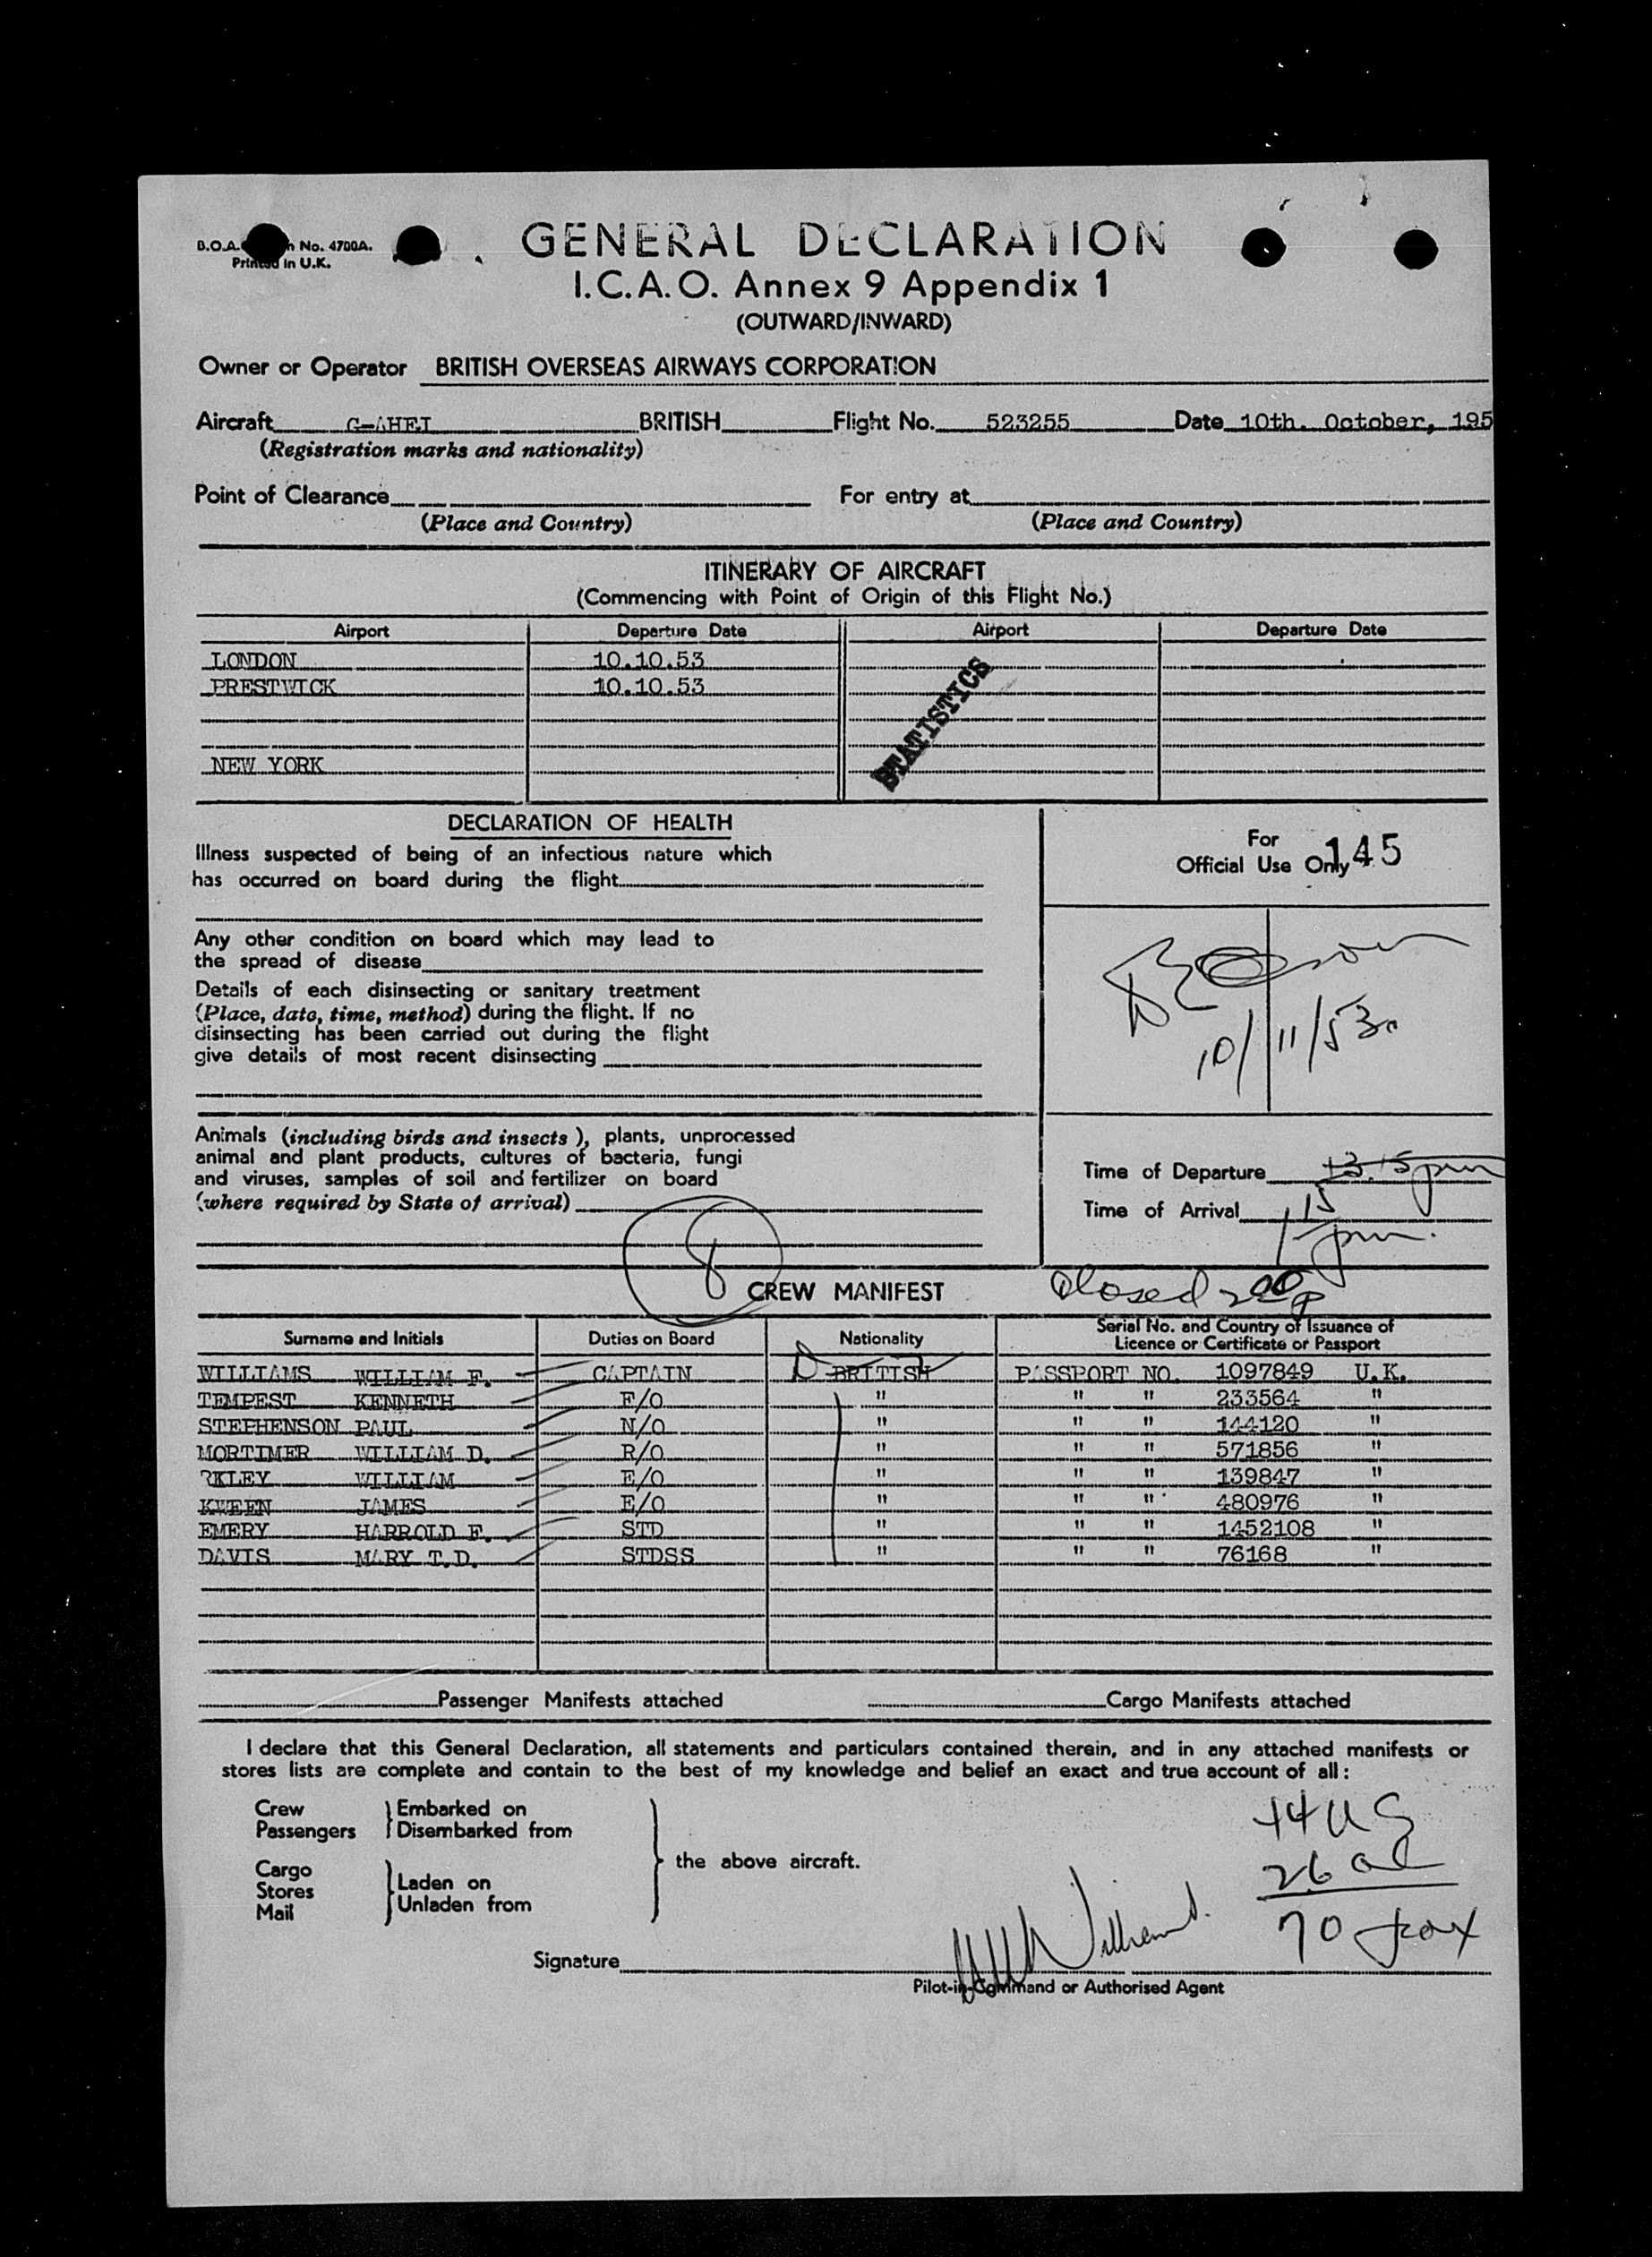 B.O.A. No. 4700A.
Printed in U.K.
GENERAL DECLARATION
I.C.A.O. Annex 9 Appendix 1
(OUTWARD/INWARD)
Owner or Operator BRITISH OVERSEAS AIRWAYS CORPORATION
Aircraft BRITISH Flight No. 523255 Date 10th. October, 195
(Registration marks and nationality)
Point of Clearance For entry at
(Place and Country) (Place and Country)
ITINERARY OF AIRCRAFT
(Commencing with Point of Origin of this Flight No.)
Airport Departure Date Airport Departure Date
LONDON 10.10.53
PRESTWICK 10.10.53
STATISTICS
NEW YORK
DECLARATION OF HEALTH
Illness suspected of being of an infectious nature which
has occurred on board during the flight
For
Official Use Only 145
Any other condition on board which may lead to
the spread of disease
Details of each disinsecting or sanitary treatment
(Place, date, time, method) during the flight. If no
disinsecting has been carried out during the flight
give details of most recent disinsecting
10/11/53
Animals (including birds and insects), plants, unprocessed
animal and plant products, cultures of bacteria, fungi
and viruses, samples of soil and fertilizer on board
(where required by State of arrival)
Time of Departure 13.15pm
Time of Arrival 1 15
pm.
8
CREW MANIFEST
Closed
Surname and Initials Duties on Board Nationality Serial No. and Country of Issuance of
Licence or Certificate or Passport
WILLIAMS WILLIAM F. CAPTAIN BRITISH PASSPORT NO. 1097849 U.K.
TEMPEST KENNETH F/O " " " 233564 "
STEPHENSON PAUL N/O " " " 144120 "
MORTIMER WILLIAM D. R/O " " " 571856 "
WILLIAM E/O " " " 139847 "
JAMES E/O " " " 480976 "
EMERY HARROLD F. STD " " " 1452108 "
DAVIS MARY T.D. STDSS " " " 76168 "
Passenger Manifests attached Cargo Manifests attached
I declare that this General Declaration, all statements and particulars contained therein, and in any attached manifests or
stores lists are complete and contain to the best of my knowledge and belief an exact and true account of all:
Crew
Passengers
Embarked on
Disembarked from
Cargo
Stores
Mail
Laden on
Unladen from
the above aircraft.
44 US
26 al
70 pax
Signature
Pilot-in-Command or Authorised Agent